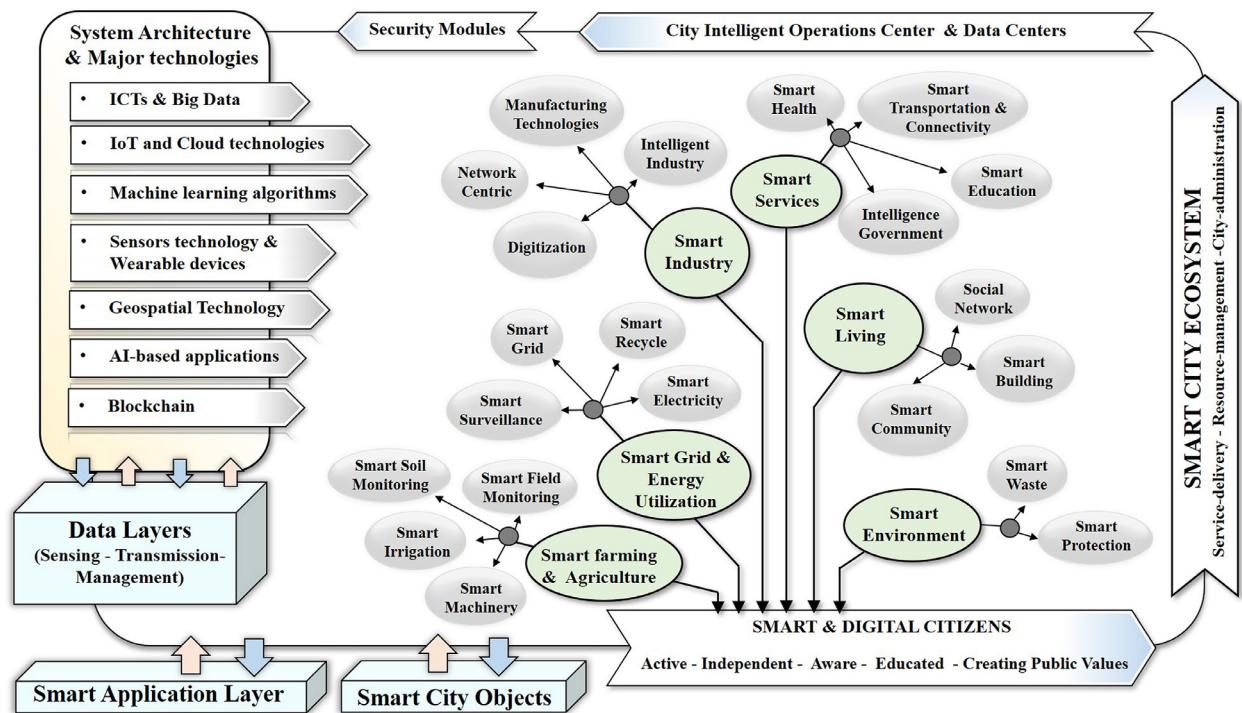 System Architecture
& Major technologies
• ICTs & Big Data
• IoT and Cloud technologies
• Machine learning algorithms
• Sensors technology &
Wearable devices
• Geospatial Technology
• AI-based applications
• Blockchain
Data Layers
(Sensing - Transmission-
Management)
Smart Application Layer
Smart City Objects
Security Modules
City Intelligent Operations Center & Data Centers
Manufacturing
Technologies
Intelligent
Industry
Network
Centric
Digitization
Smart
Industry
Smart
Health
Smart
Transportation &
Connectivity
Smart
Education
Intelligence
Government
Smart
Services
Social
Network
Smart
Building
Smart
Community
Smart
Living
Smart
Grid
Smart
Recycle
Smart
Electricity
Smart
Surveillance
Smart Grid &
Energy
Utilization
Smart Soil
Monitoring
Smart Field
Monitoring
Smart
Irrigation
Smart
Machinery
Smart farming
& Agriculture
Smart
Waste
Smart
Protection
Smart
Environment
SMART & DIGITAL CITIZENS
Active - Independent - Aware - Educated - Creating Public Values
SMART CITY ECOSYSTEM
Service-delivery - Resource-management -City-administration